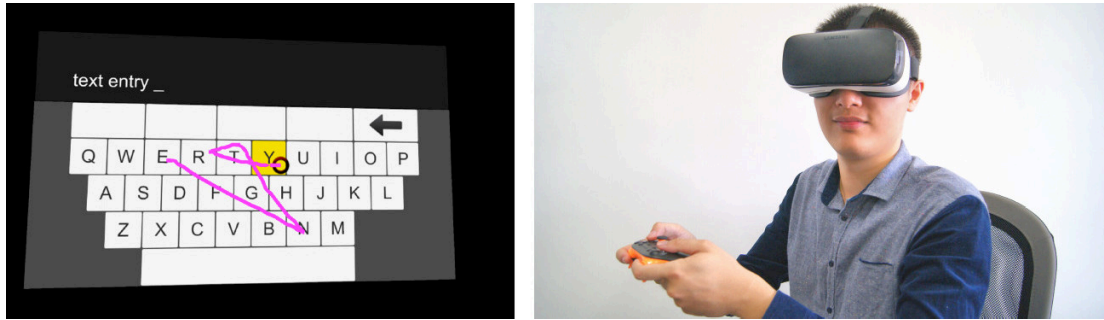 text entry _
Q W E R T Y U I O P
A S D F G H J K L
Z X C V B N M